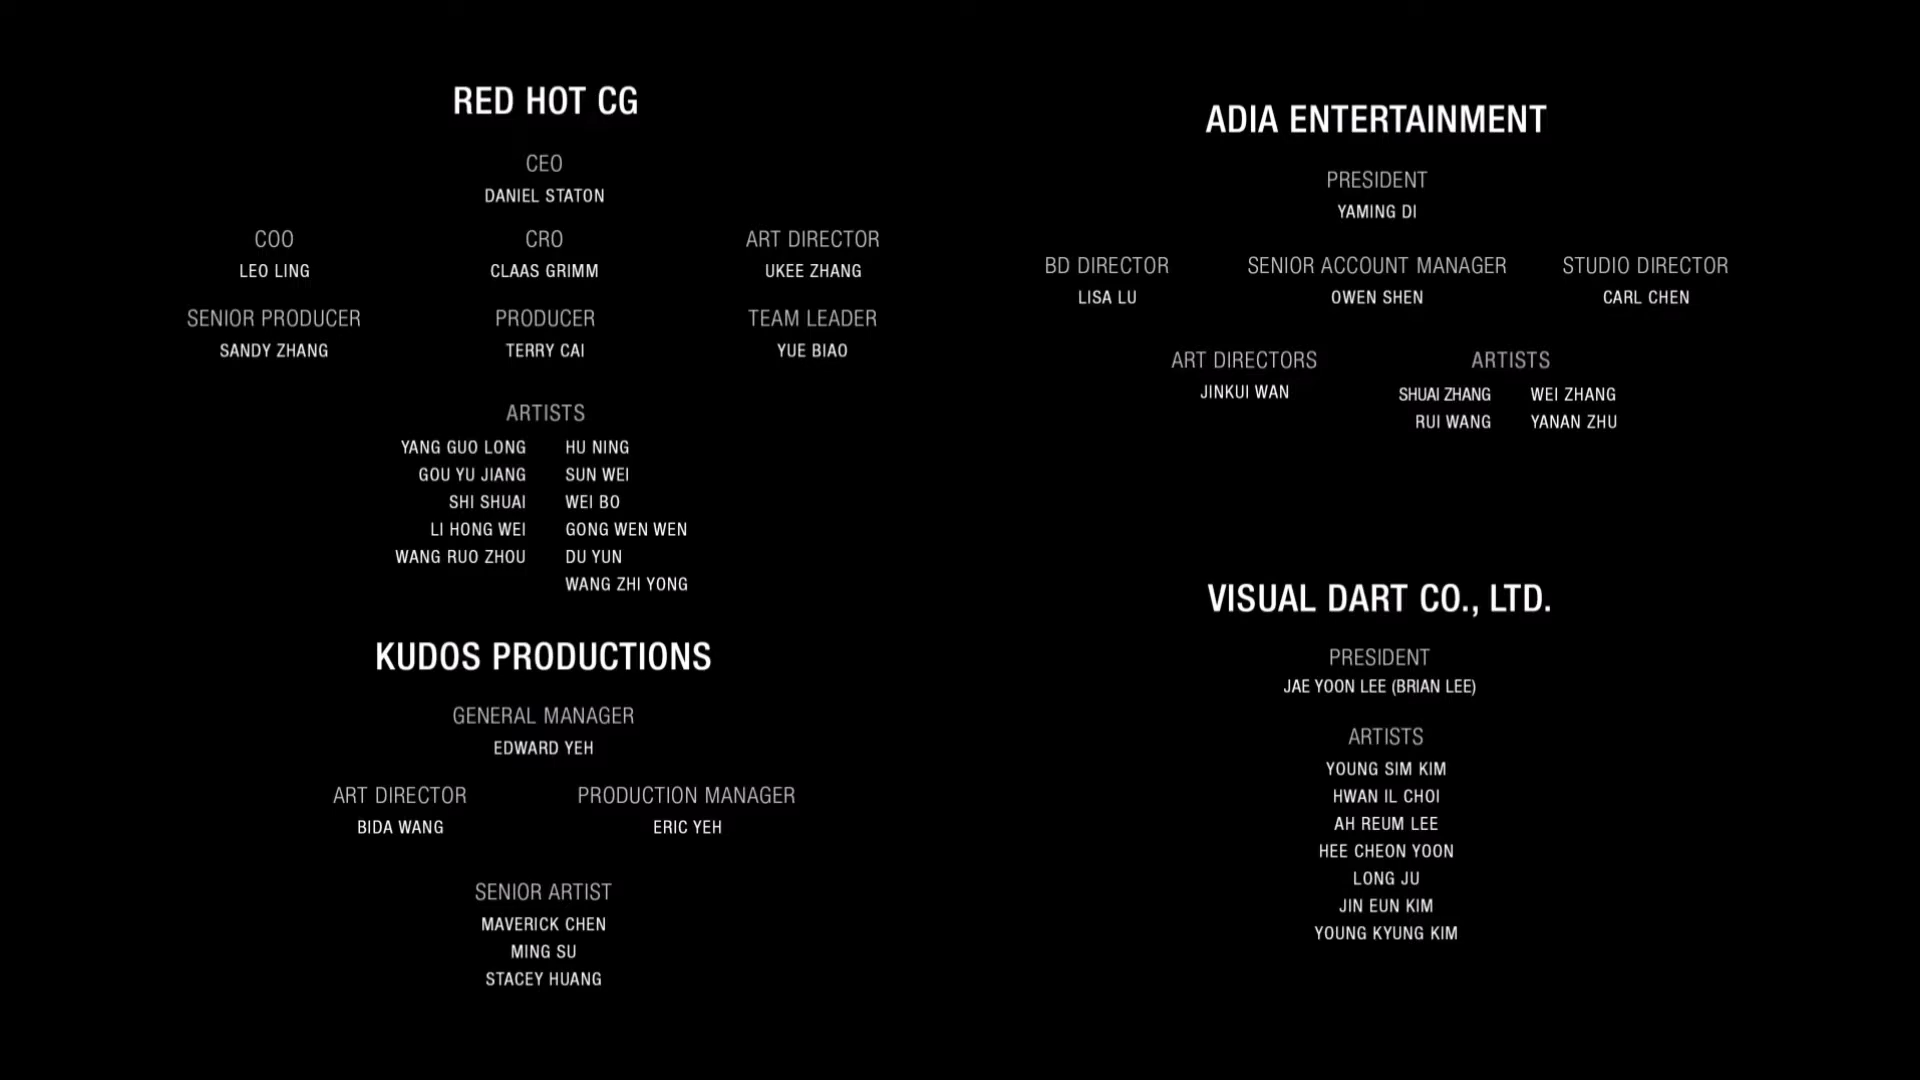 RED HOT CG
CEO
DANIEL STATON
COO CRO ART DIRECTOR
LEO LING CLAAS GRIMM UKEE ZHANG
SENIOR PRODUCER PRODUCER TEAM LEADER
SANDY ZHANG TERRY CAI YUE BIAO
ARTISTS
YANG GUO LONG HU NING
GOU YU JIANG SUN WEI
SHI SHUAI WEI BO
LI HONG WEI GONG WEN WEN
WANG RUO ZHOU DU YUN
WANG ZHI YONG
KUDOS PRODUCTIONS
GENERAL MANAGER
EDWARD YEH
ART DIRECTOR PRODUCTION MANAGER
BIDA WANG ERIC YEH
SENIOR ARTIST
MAVERICK CHEN
MING SU
STACEY HUANG
ADIA ENTERTAINMENT
PRESIDENT
YAMING DI
BD DIRECTOR SENIOR ACCOUNT MANAGER STUDIO DIRECTOR
LISA LU OWEN SHEN CARL CHEN
ART DIRECTORS ARTISTS
JINKUI WAN SHUAI ZHANG WEI ZHANG
RUI WANG YANAN ZHU
VISUAL DART CO., LTD.
PRESIDENT
JAE YOON LEE (BRIAN LEE)
ARTISTS
YOUNG SIM KIM
HWAN IL CHOI
AH REUM LEE
HEE CHEON YOON
LONG JU
JIN EUN KIM
YOUNG KYUNG KIM